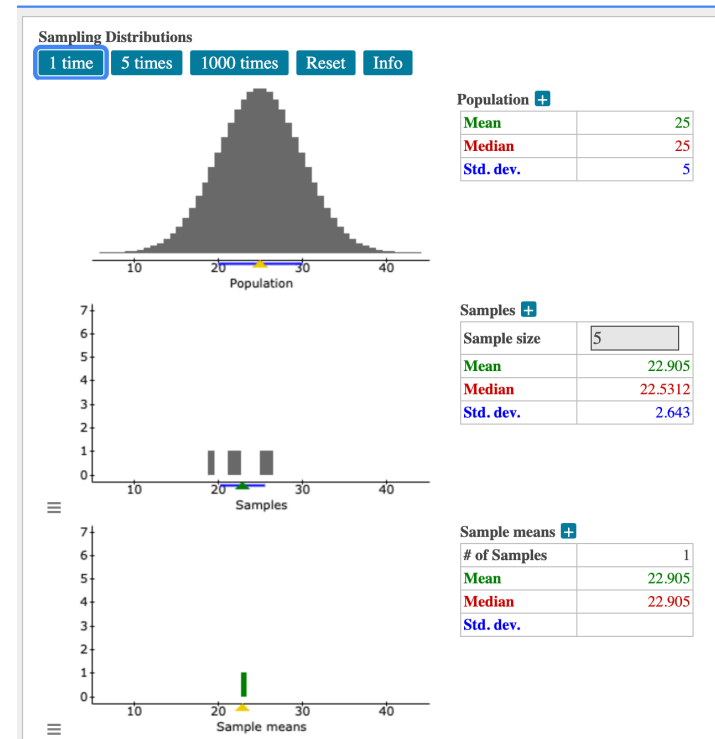 Sampling Distributions
1 time 5 times 1000 times Reset Info
Population +
Mean 25
Median 25
Std. dev. 5
10 20 30 40
Population
Samples +
Sample size 5
Mean 22.905
Median 22.5312
Std. dev. 2.643
7
6
5
4
3
2
1
0
10 20 30 40
Samples
Sample means +
# of Samples 1
Mean 22.905
Median 22.905
Std. dev.
7
6
5
4
3
2
1
0
10 20 30 40
Sample means